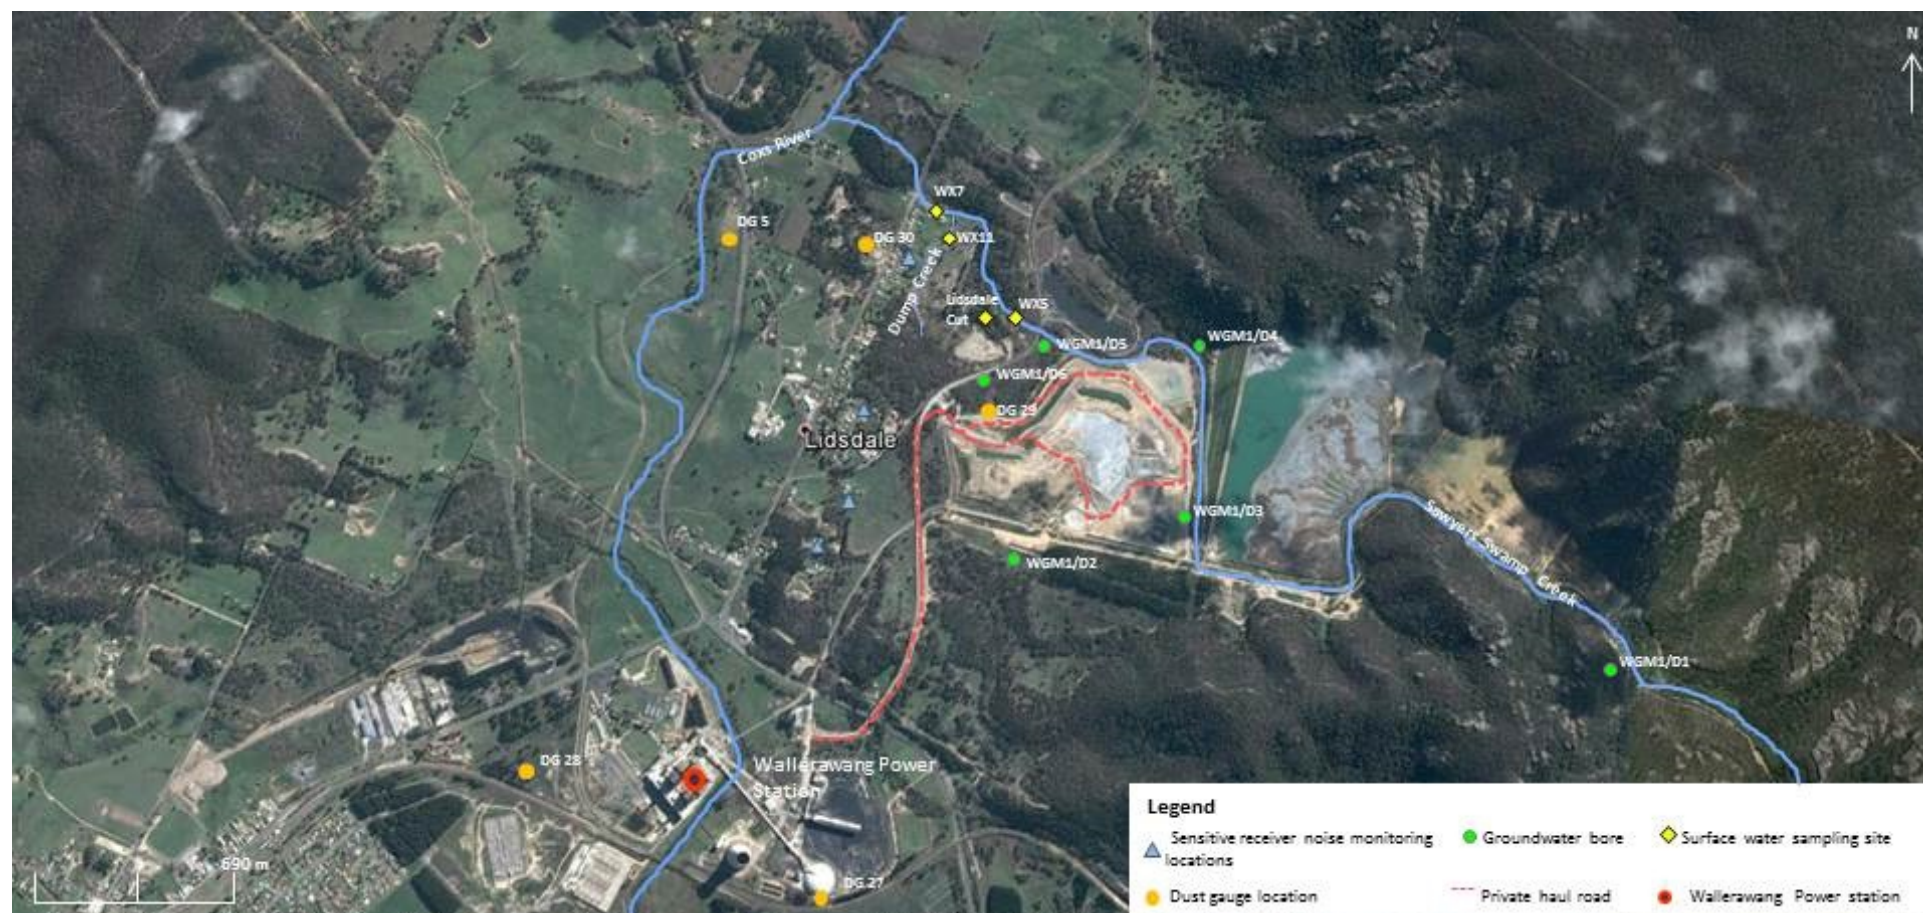 N
Coxs River
WX7
DG 5
DG 30
WX11
Dump Creek
Lidsdale
Cut
WX5
WGM1/D5
WGM1/D4
WGM1/D6
DG 29
Lidsdale
WGM1/D3
Sawyers Swamp Creek
WGM1/D2
WGM1/D1
DG 28
Wallerawang Power
Station
690 m
DG 27
Legend
Sensitive receiver noise monitoring
locations
Groundwater bore
Surface water sampling site
Dust gauge location
Private haul road
Wallerawang Power station